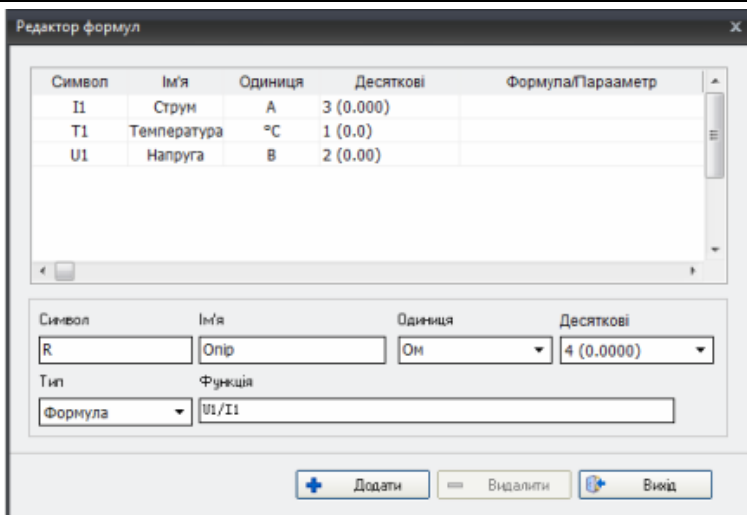 Редактор формул x
Символ Ім'я Одиниця Десяткові Формула/Парааметр
I1 Струм А 3 (0.000)
T1 Температура °C 1 (0.0)
U1 Напруга В 2 (0.00)
Символ Ім'я Одиниця Десяткові
R Опір Ом 4 (0.0000)
Тип Функція
Формула U1/I1
Додати Видалити Вихід